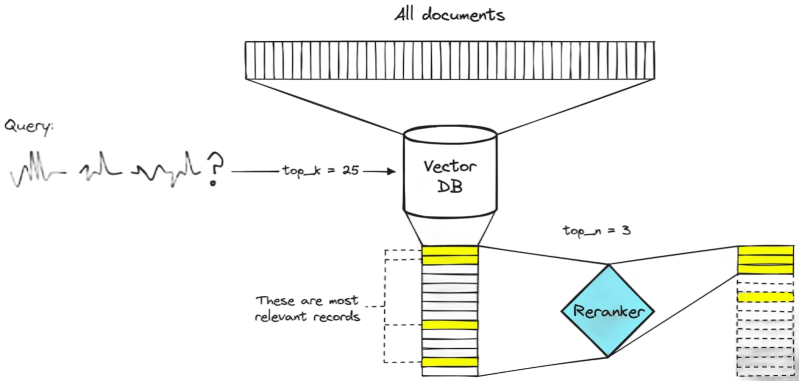 All documents
Query:
?
top_k = 25
Vector
DB
top_n = 3
These are most
relevant records
Reranker